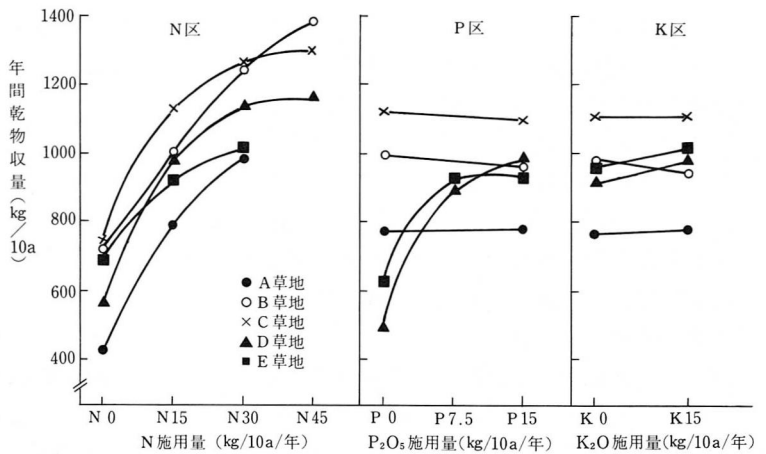 1400
1200
1000
800
600
400
年間乾物収量(kg/10a)
N区
P区
K区
A草地
B草地
C草地
D草地
E草地
N 0 N15 N30 N45
P 0 P7.5 P15
K 0 K15
N施用量 (kg/10a/年)
P₂O₅施用量(kg/10a/年)
K₂O施用量(kg/10a/年)